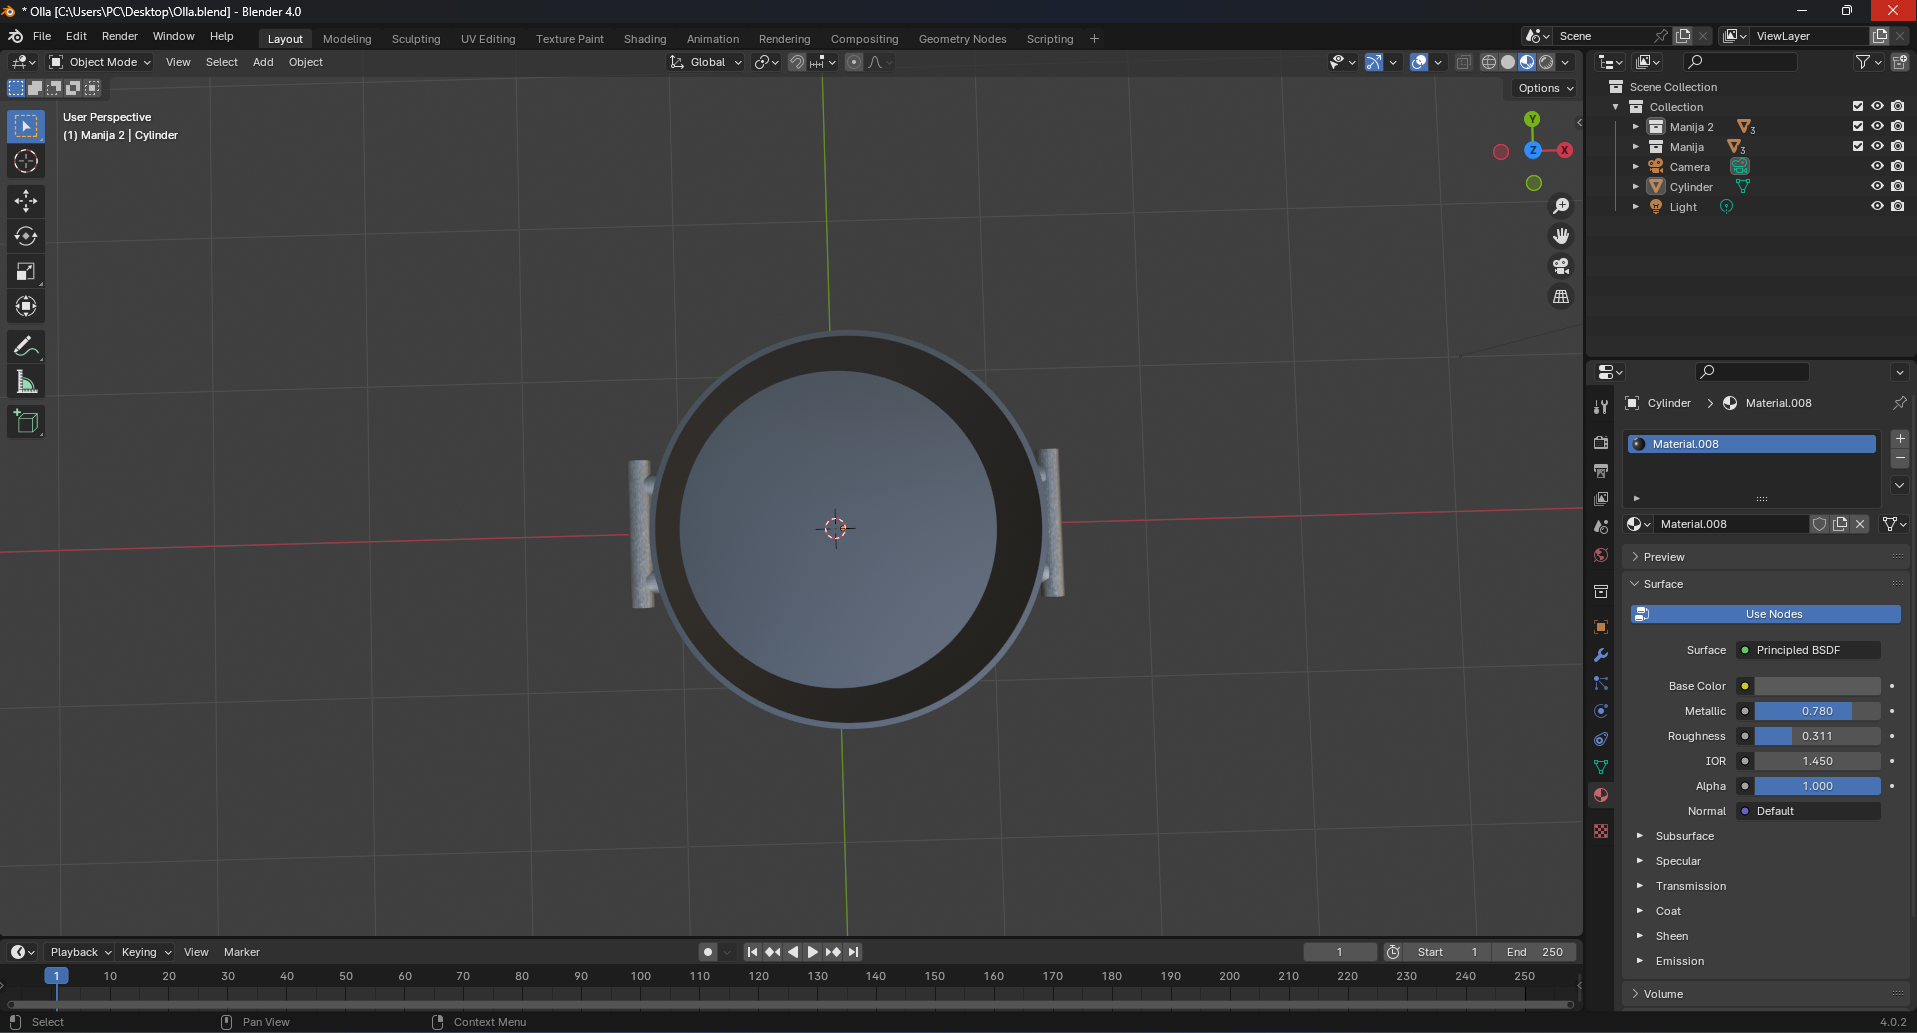 * Olla [C:\Users\PC\Desktop\Olla.blend] - Blender 4.0
File Edit Render Window Help
Layout Modeling Sculpting UV Editing Texture Paint Shading Animation Rendering Compositing Geometry Nodes Scripting +
Scene
ViewLayer
Object Mode View Select Add Object
Global
Options
User Perspective
(1) Manija 2 | Cylinder
Y
Z
X
Scene Collection
Collection
Manija 2 3
Manija 3
Camera
Cylinder
Light
Cylinder > Material.008
Material.008
Material.008
Preview
Surface
Use Nodes
Surface Principled BSDF
Base Color
Metallic 0.780
Roughness 0.311
IOR 1.450
Alpha 1.000
Normal Default
Subsurface
Specular
Transmission
Coat
Sheen
Emission
Volume
Playback Keying View Marker
1 Start 1 End 250
1 10 20 30 40 50 60 70 80 90 100 110 120 130 140 150 160 170 180 190 200 210 220 230 240 250
Select Pan View Context Menu 4.0.2